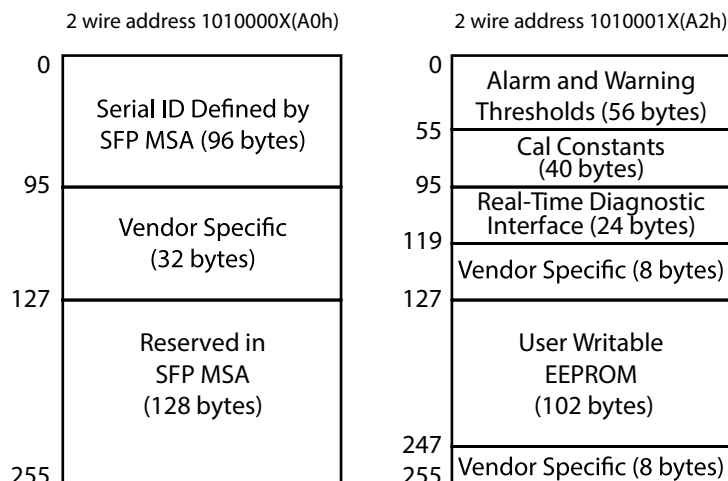 2 wire address 1010000X(A0h)
0
Serial ID Defined by
SFP MSA (96 bytes)
95
Vendor Specific
(32 bytes)
127
Reserved in
SFP MSA
(128 bytes)
255
2 wire address 1010001X(A2h)
0
Alarm and Warning
Thresholds (56 bytes)
55
Cal Constants
(40 bytes)
95
Real-Time Diagnostic
Interface (24 bytes)
119
Vendor Specific (8 bytes)
127
User Writable
EEPROM
(102 bytes)
247
Vendor Specific (8 bytes)
255